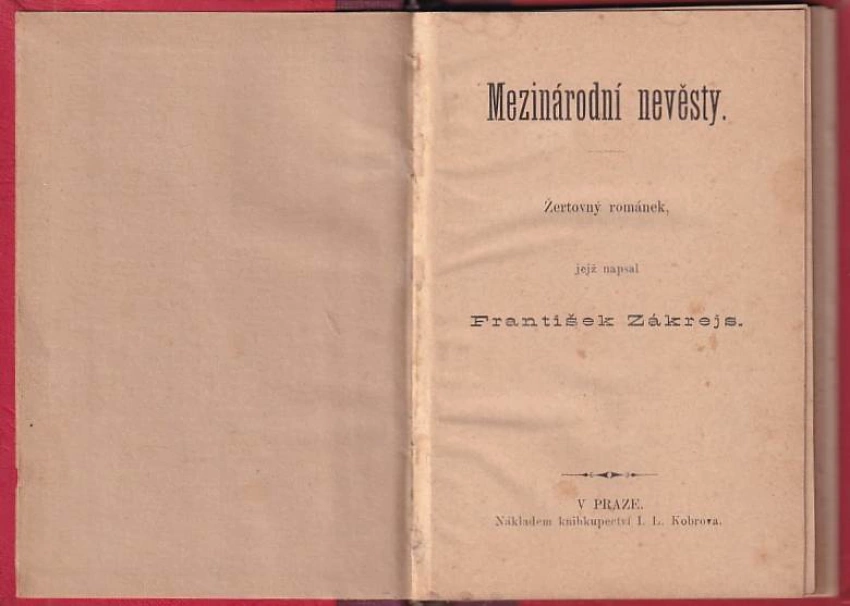 Mezinárodní nevěsty.
Žertovný románek,
jejž napsal
František Zákrejs.
V PRAZE.
Nákladem knihkupectví I. L. Kobrova.